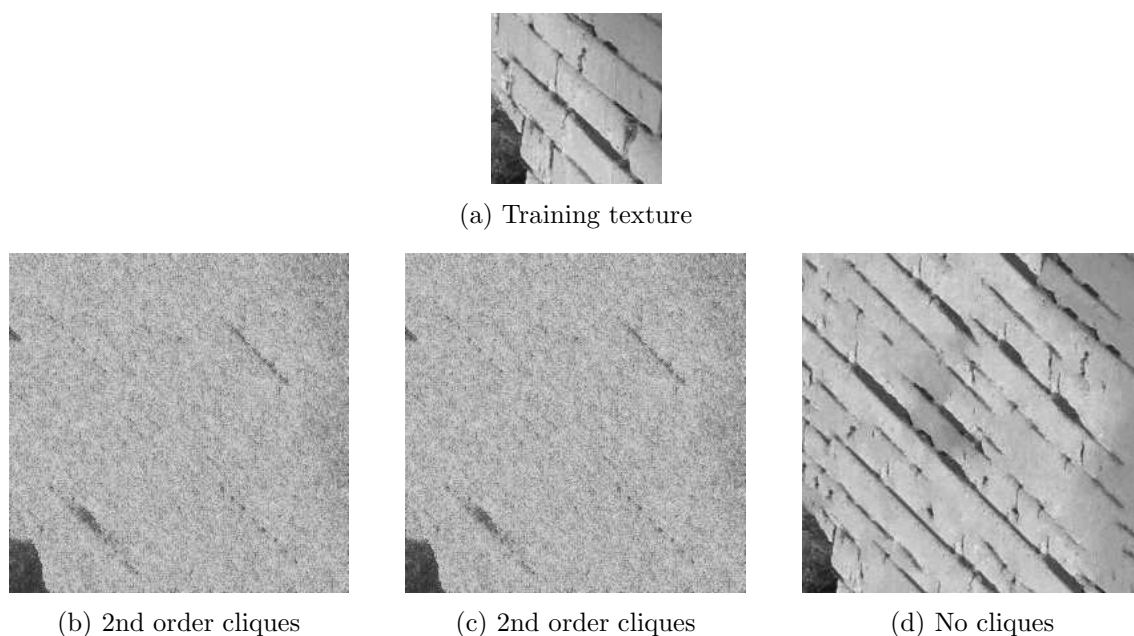 (a) Training texture
(b) 2nd order cliques
(c) 2nd order cliques
(d) No cliques